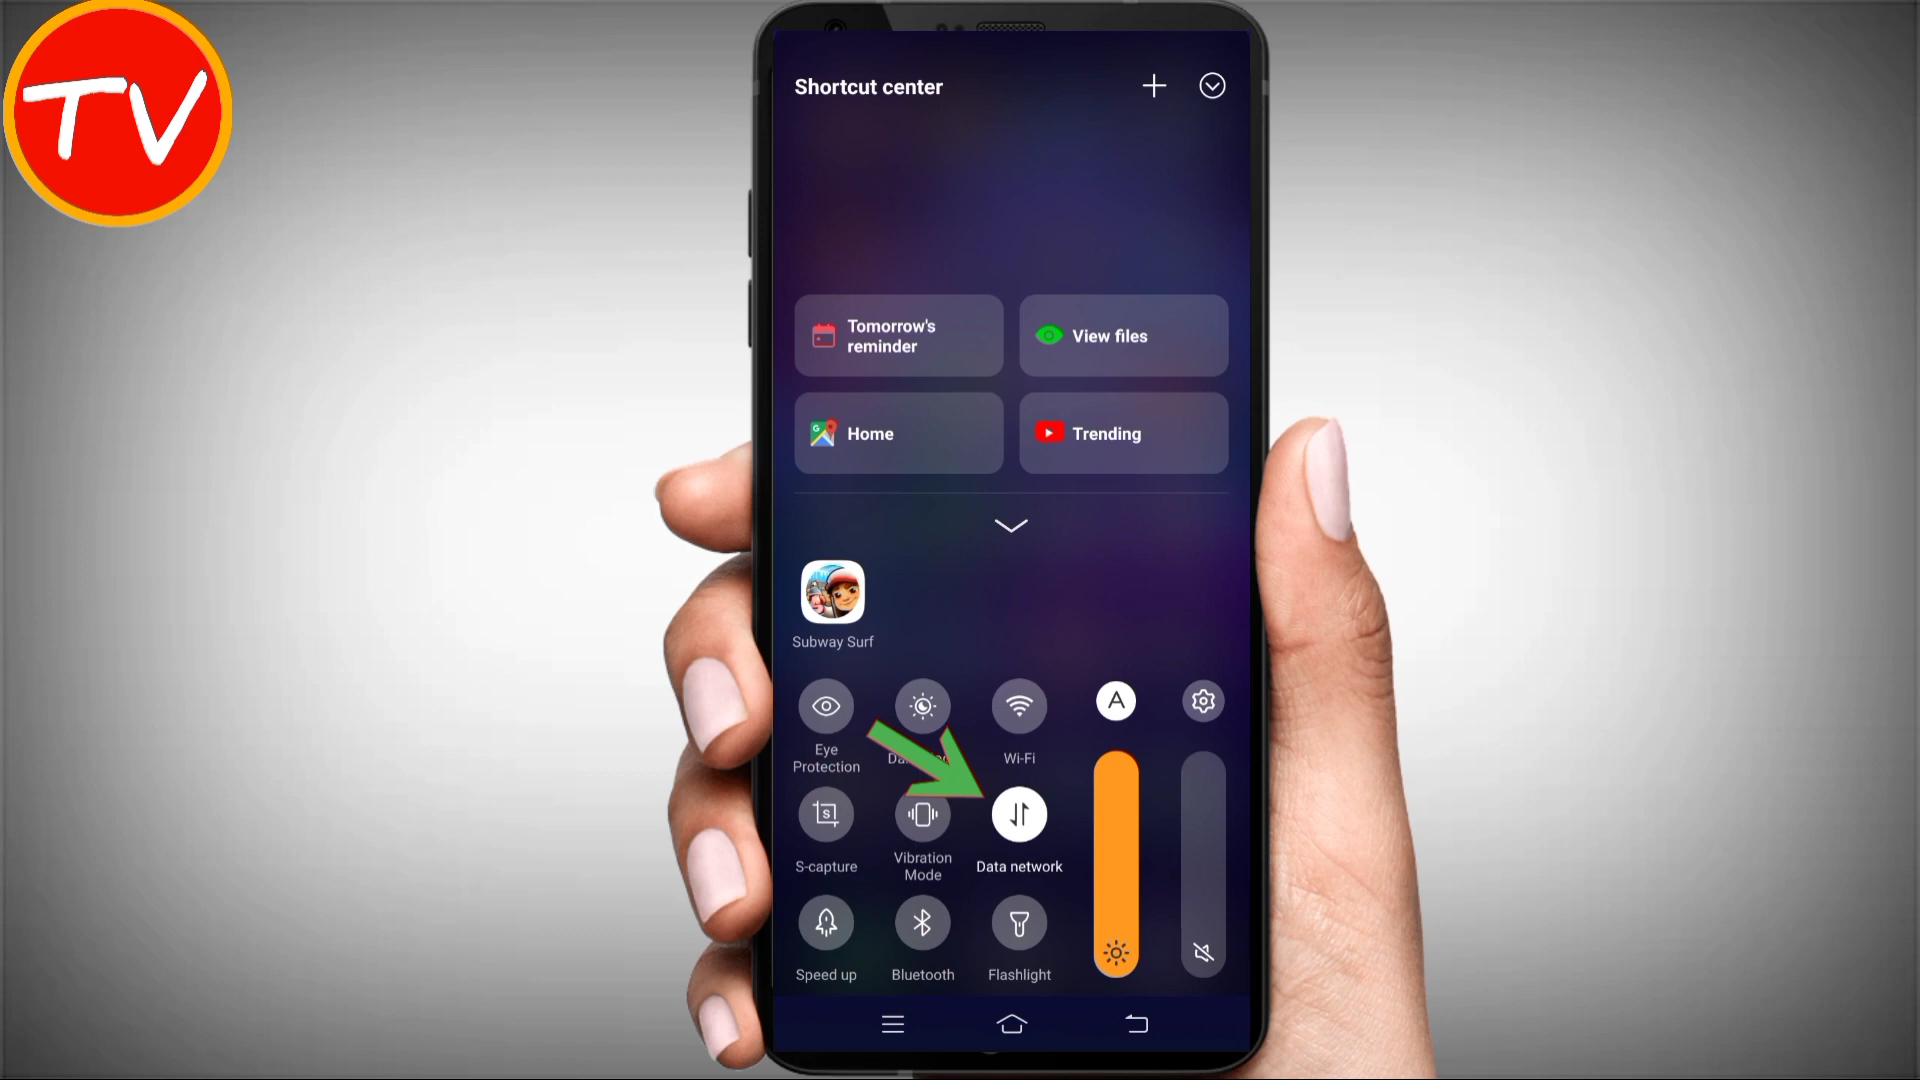 TV
Shortcut center
Tomorrow's
reminder
View files
Home
Trending
Subway Surf
A
Eye
Protection
Wi-Fi
S
S-capture
Vibration
Mode
Data network
Speed up
Bluetooth
Flashlight